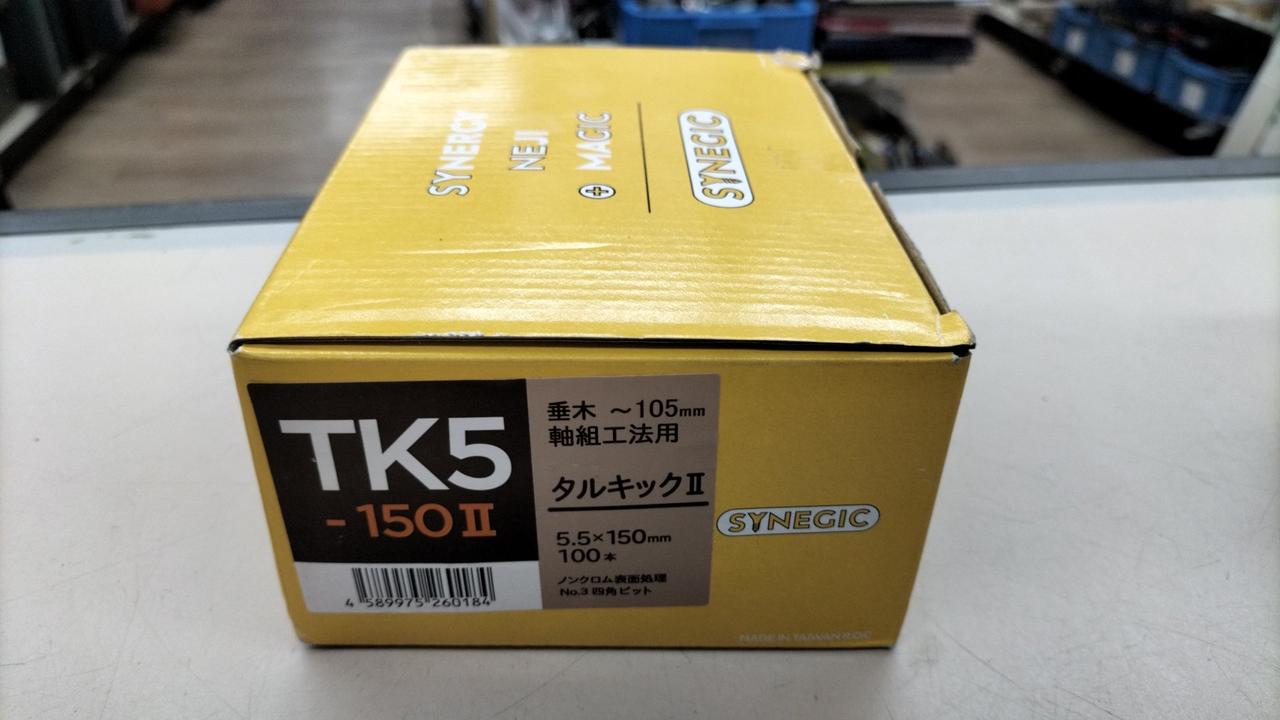 SYNERGY
NEJI
MAGIC
SYNEGIC
TK5
-150Ⅱ
4 589975 260184
垂木 ～105mm
軸組工法用
タルキックⅡ
5.5×150mm
100本
ノンクロム表面処理
No.3 四角ビット
SYNEGIC
MADE IN TAIWAN R.O.C